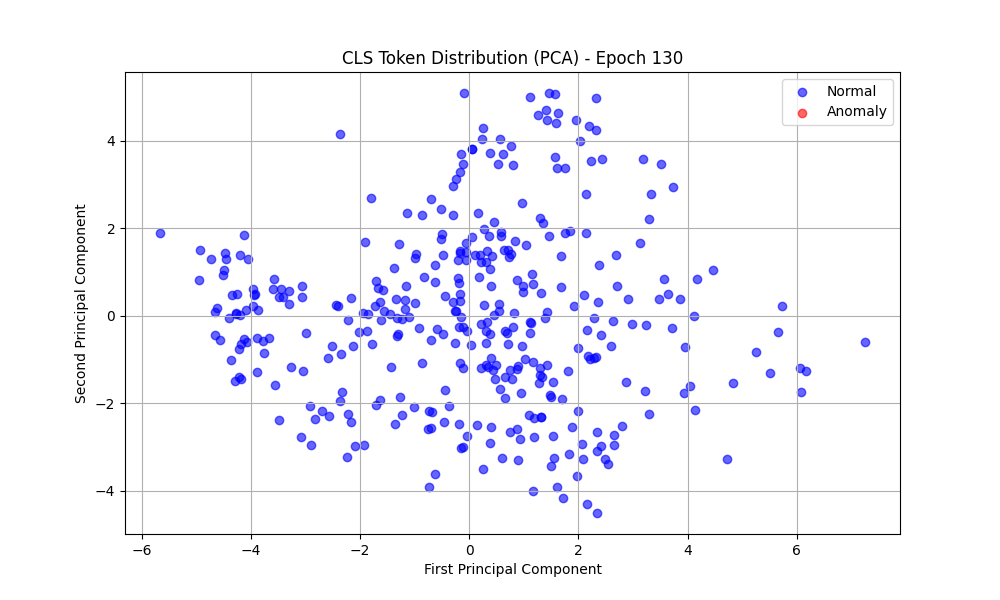 CLS Token Distribution (PCA) - Epoch 130
Normal
Anomaly
Second Principal Component
4
2
0
−2
−4
−6 −4 −2 0 2 4 6
First Principal Component